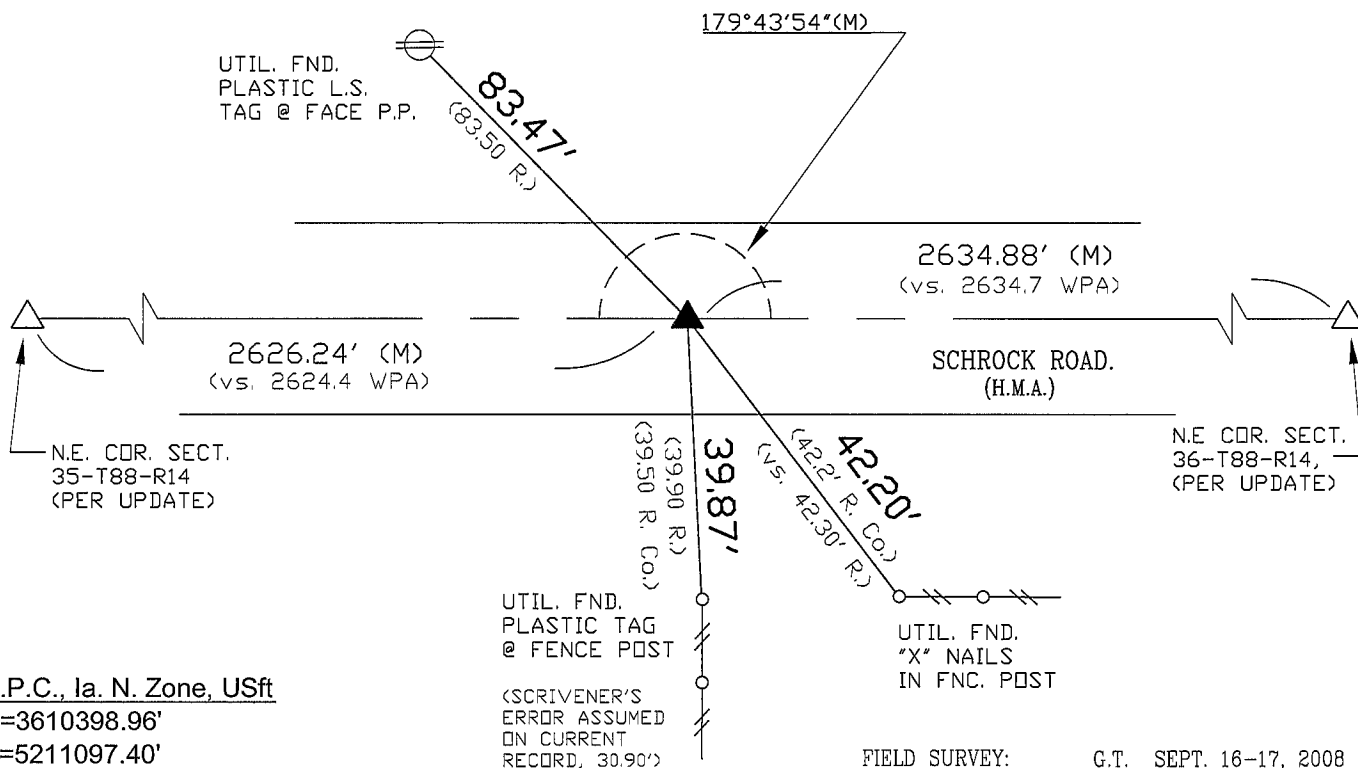 179°43'54"(M)
UTIL. FND.
PLASTIC L.S.
TAG @ FACE P.P.
83.47'
(83.50 R.)
2634.88' (M)
(vs. 2634.7 WPA)
2626.24' (M)
(vs. 2624.4 WPA)
SCHROCK ROAD.
(H.M.A.)
N.E. COR. SECT.
35-T88-R14
(PER UPDATE)
N.E COR. SECT.
36-T88-R14,
(PER UPDATE)
39.87'
(39.90 R.)
(39.50 R. Co.)
42.20'
(42.2' R. Co.)
(vs. 42.30' R.)
UTIL. FND.
PLASTIC TAG
@ FENCE POST
(SCRIVENER'S
ERROR ASSUMED
ON CURRENT
RECORD, 30.90')
UTIL. FND.
"X" NAILS
IN FNC. POST
.P.C., Ia. N. Zone, USft
=3610398.96'
=5211097.40'
FIELD SURVEY: G.T. SEPT. 16-17, 2008